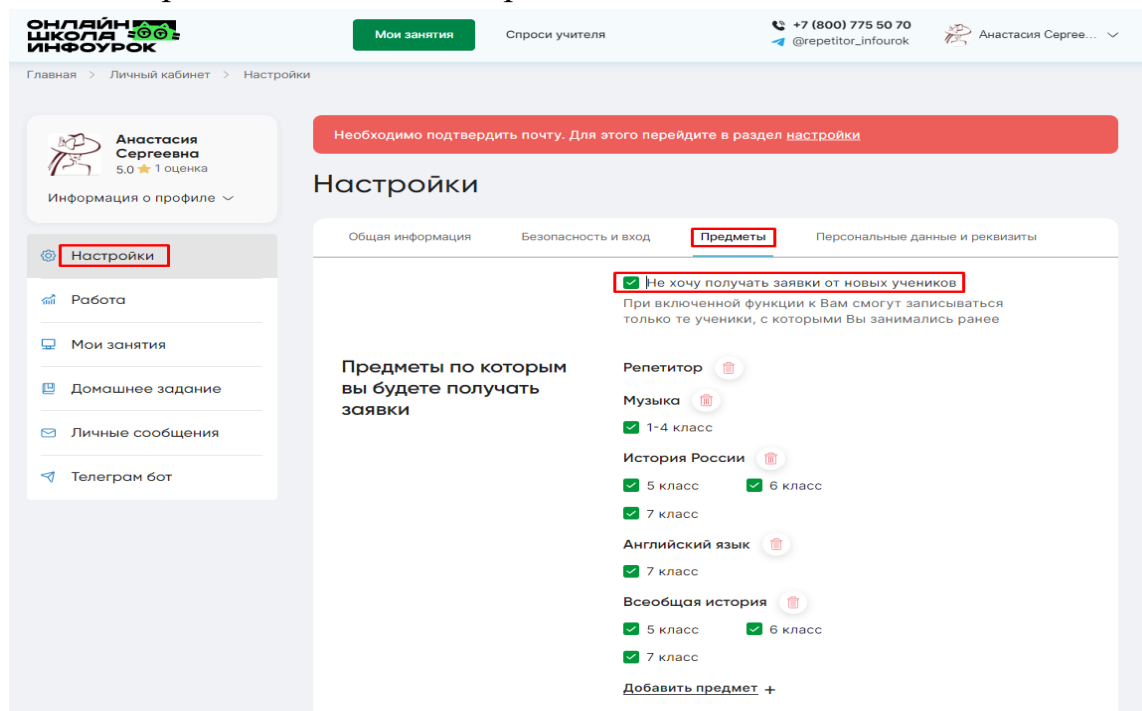 ОНЛАЙН
ШКОЛА
ИНФОУРОК
Мои занятия
Спроси учителя
+7 (800) 775 50 70
@repetitor_infourok
Анастасия Сергее...
Главная > Личный кабинет > Настройки
Анастасия
Сергеевна
5.0 ★ 1 оценка
Информация о профиле
Настройки
Работа
Мои занятия
Домашнее задание
Личные сообщения
Телеграм бот
Необходимо подтвердить почту. Для этого перейдите в раздел настройки
Настройки
Общая информация
Безопасность и вход
Предметы
Персональные данные и реквизиты
Не хочу получать заявки от новых учеников
При включенной функции к Вам смогут записываться
только те ученики, с которыми Вы занимались ранее
Предметы по которым
вы будете получать
заявки
Репетитор
Музыка
1-4 класс
История России
5 класс
6 класс
7 класс
Английский язык
7 класс
Всеобщая история
5 класс
6 класс
7 класс
Добавить предмет +